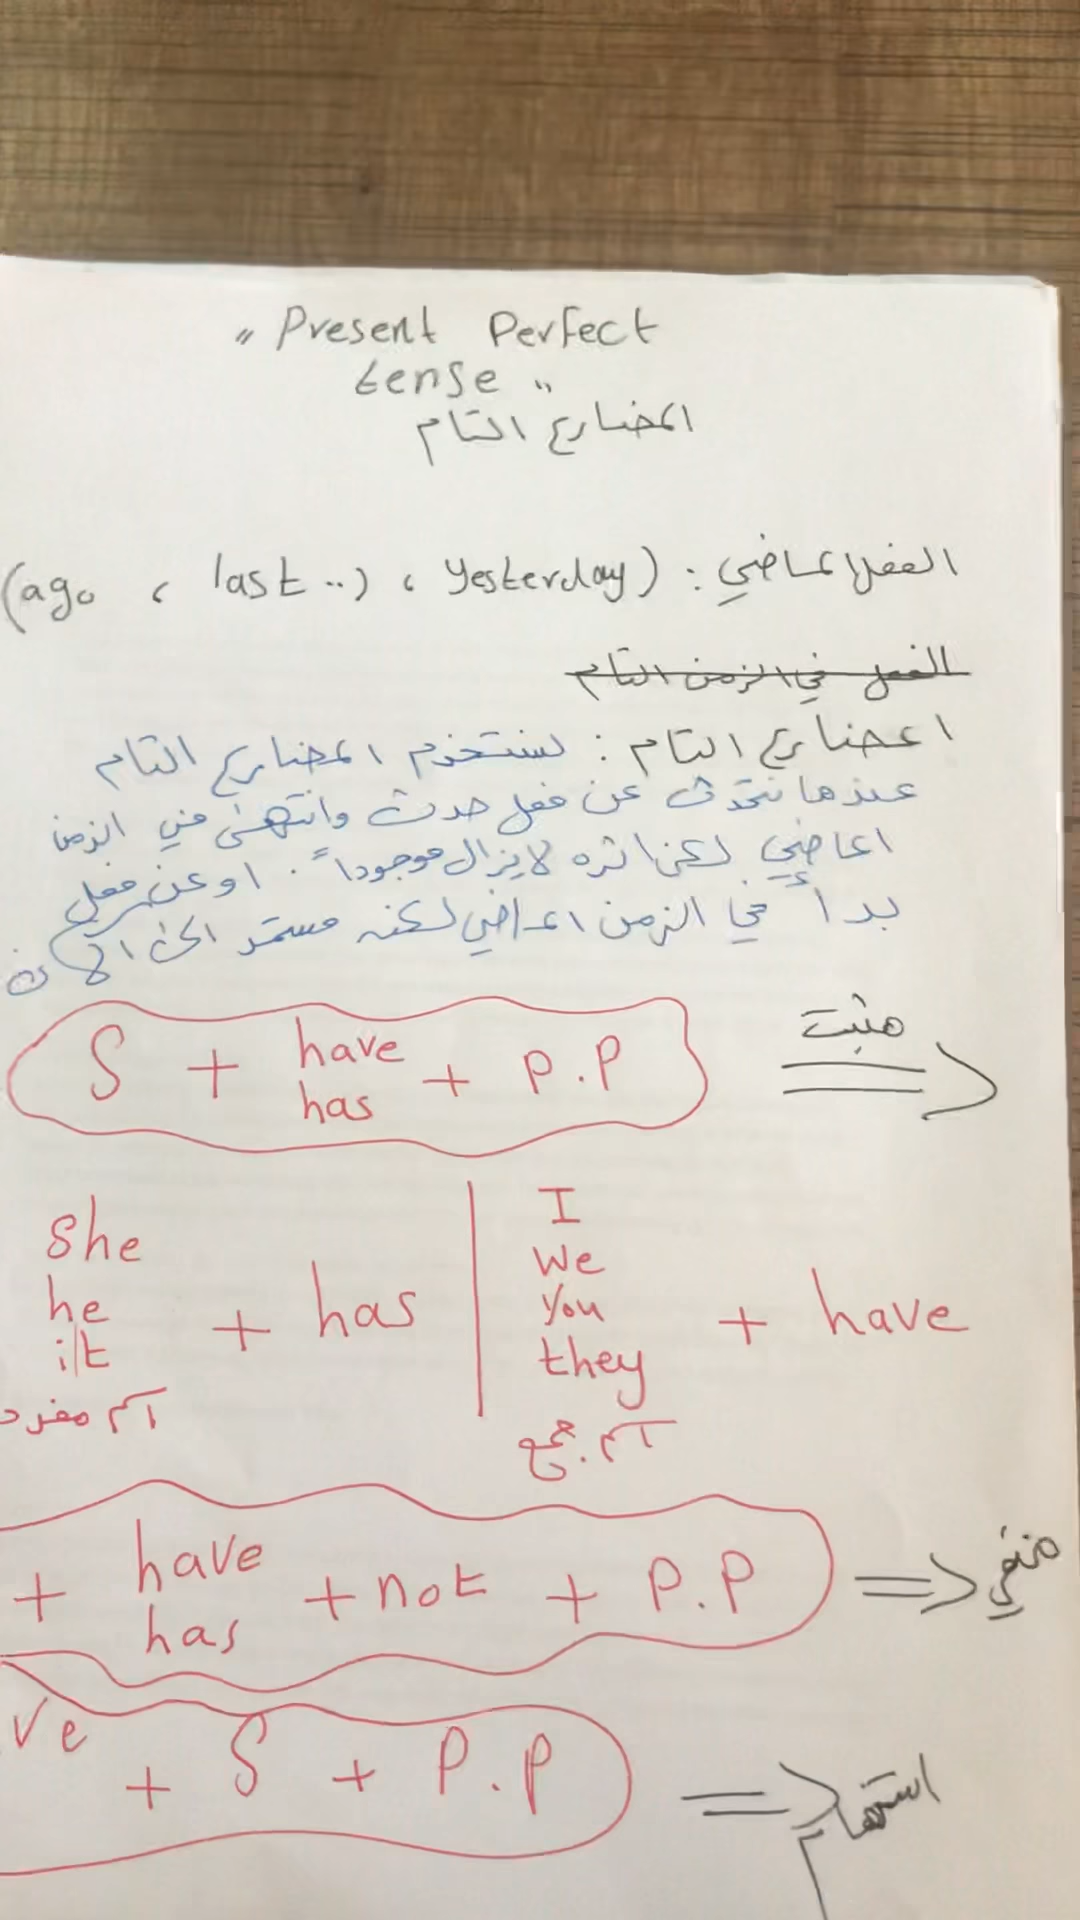 " Present Perfect
tense "
المضارع التام
الفعل الماضي : (ago ، last ..) ، Yesterday)
الفعل في الزمن التام
المضارع التام : نستخدم المضارع التام
عندما نتحدث عن فعل حدث وانتهى في الزمن
الماضي لكن اثره لا يزال موجوداً . او عن فعل
بدأ في الزمن الماضي لكنه مستمر الى الآن
S + have + P.P مثبت
has
she
he
it
+ has
اسم مفرد
I
We
You
they
+ have
اسم جمع
+ have + not + P.P => منفي
has
ve + S + P.P => استفهام